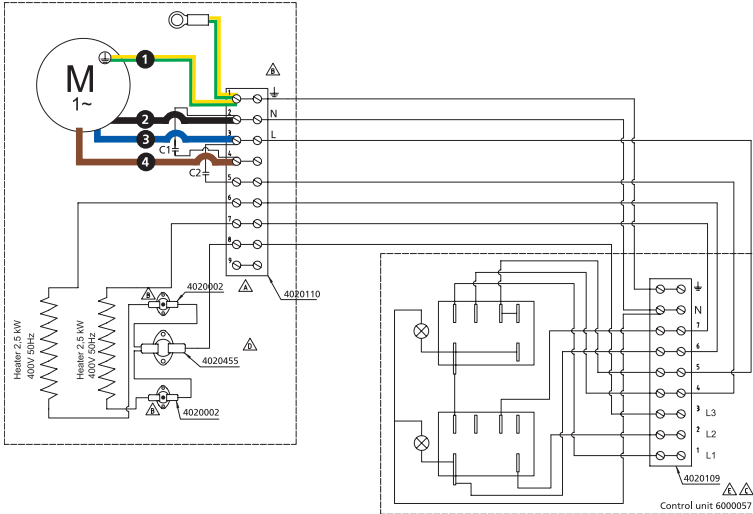 M
1~
1
2
3
4
C1
C2
1
2
3
4
5
6
7
8
9
B
N
L
A
4020110
Heater 2,5 kW
400V 50Hz
Heater 2,5 kW
400V 50Hz
B
4020002
D
4020455
B
4020002
N
7
6
5
4
3 L3
2 L2
1 L1
4020109
E C
Control unit 6000057